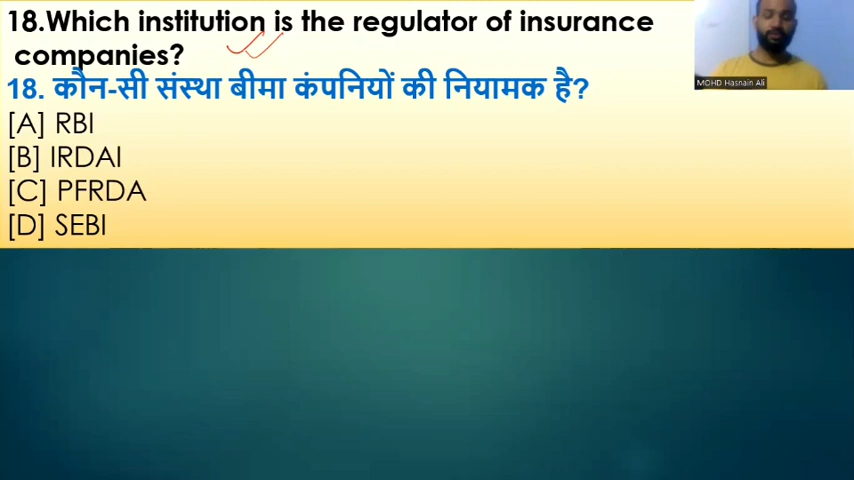 18.Which institution is the regulator of insurance
companies?
18. कौन-सी संस्था बीमा कंपनियों की नियामक है?
[A] RBI
[B] IRDAI
[C] PFRDA
[D] SEBI
MOHD Hasnain Ali